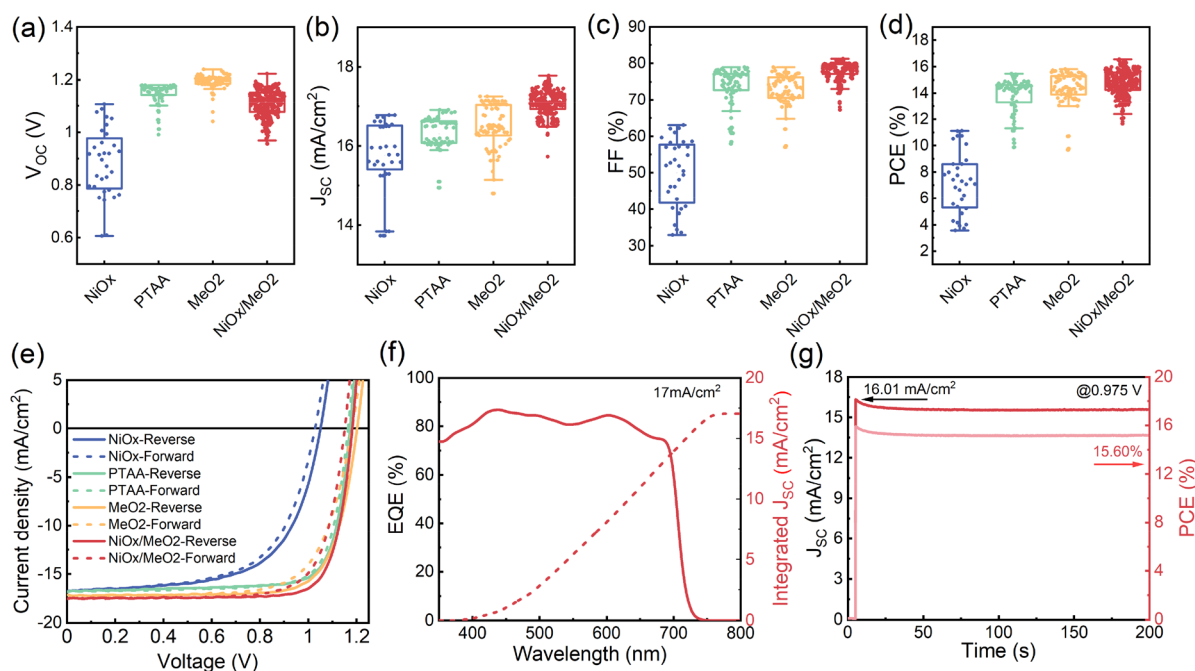 (a)
1.4
1.2
1
0.8
0.6
V_OC (V)
NiOx
PTAA
MeO2
NiOx/MeO2
(b)
18
16
14
J_SC (mA/cm²)
NiOx
PTAA
MeO2
NiOx/MeO2
(c)
90
80
70
60
50
40
30
FF (%)
NiOx
PTAA
MeO2
NiOx/MeO2
(d)
18
16
14
12
10
8
6
4
2
PCE (%)
NiOx
PTAA
MeO2
NiOx/MeO2
(e)
5
0
-5
-10
-15
-20
Current density (mA/cm²)
NiOx-Reverse
NiOx-Forward
PTAA-Reverse
PTAA-Forward
MeO2-Reverse
MeO2-Forward
NiOx/MeO2-Reverse
NiOx/MeO2-Forward
0 0.2 0.4 0.6 0.8 1 1.2
Voltage (V)
(f)
17mA/cm²
100
80
60
40
20
0
EQE (%)
20
15
10
5
0
Integrated J_SC (mA/cm²)
400 500 600 700 800
Wavelength (nm)
(g)
16.01 mA/cm²
@0.975 V
15.60%
18
15
12
9
6
3
0
J_SC (mA/cm²)
20
18
16
12
8
4
0
PCE (%)
0 50 100 150 200
Time (s)